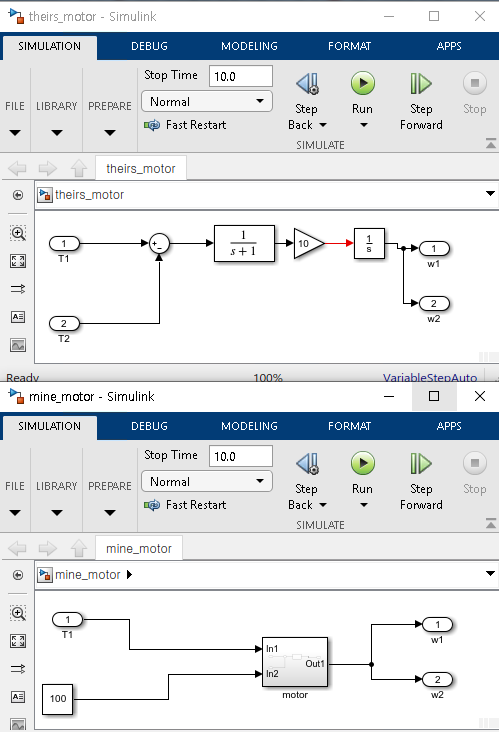 theirs_motor - Simulink
SIMULATION DEBUG MODELING FORMAT APPS
FILE LIBRARY PREPARE
Stop Time 10.0
Normal
Fast Restart
Step Back Run Step Forward Stop
SIMULATE
theirs_motor
theirs_motor
1
T1
+
-
1
s + 1
10
1
s
1
w1
2
T2
2
w2
Ready 100% VariableStepAuto
mine_motor - Simulink
SIMULATION DEBUG MODELING FORMAT APPS
FILE LIBRARY PREPARE
Stop Time 10.0
Normal
Fast Restart
Step Back Run Step Forward Stop
SIMULATE
mine_motor
mine_motor
1
T1
100
In1
In2
Out1
motor
1
w1
2
w2